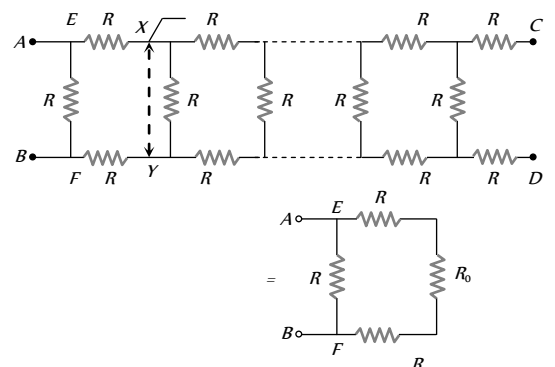 E R X R R R C
A
R R R R R
B
F R Y R R R D
R
A E
= R R₀
B
F
R